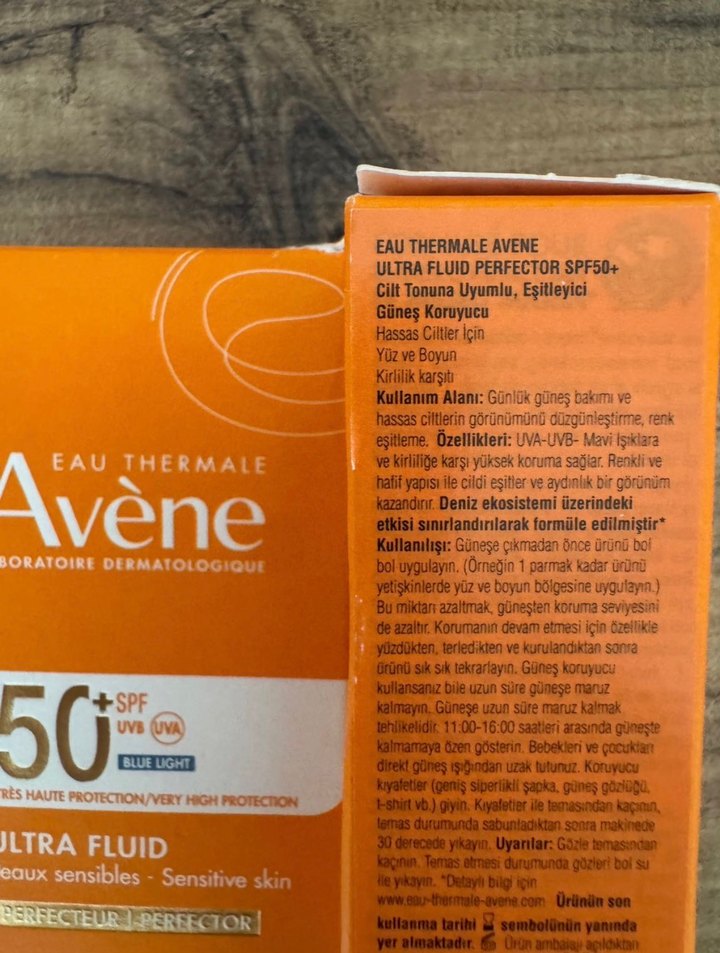 EAU THERMALE
Avène
BORATOIRE DERMATOLOGIQUE
50+ SPF
UVB UVA
BLUE LIGHT
TRÈS HAUTE PROTECTION/VERY HIGH PROTECTION
ULTRA FLUID
eaux sensibles - Sensitive skin
PERFECTEUR I-PERFECTOR
EAU THERMALE AVENE
ULTRA FLUID PERFECTOR SPF50+
Cilt Tonuna Uyumlu, Eşitleyici
Güneş Koruyucu
Hassas Ciltler İçin
Yüz ve Boyun
Kirlilik karşıtı
Kullanım Alanı: Günlük güneş bakımı ve
hassas ciltlerin görünümünü düzgünleştirme, renk
eşitleme. Özellikleri: UVA-UVB- Mavi Işıklara
ve kirliliğe karşı yüksek koruma sağlar. Renkli ve
hafif yapısı ile cildi eşitler ve aydınlık bir görünüm
kazandırır. Deniz ekosistemi üzerindeki
etkisi sınırlandırılarak formüle edilmiştir*
Kullanılışı: Güneşe çıkmadan önce ürünü bol
bol uygulayın. (Örneğin 1 parmak kadar ürünü
yetişkinlerde yüz ve boyun bölgesine uygulayın.)
Bu miktarı azaltmak, güneşten koruma seviyesini
de azaltır. Korumanın devam etmesi için özellikle
yüzdükten, terledikten ve kurulandıktan sonra
ürünü sık sık tekrarlayın. Güneş koruyucu
kullansanız bile uzun süre güneşe maruz
kalmayın. Güneşe uzun süre maruz kalmak
tehlikelidir. 11:00-16:00 saatleri arasında güneşte
kalmamaya özen gösterin. Bebekleri ve çocukları
direkt güneş ışığından uzak tutunuz. Koruyucu
kıyafetler (geniş siperlikli şapka, güneş gözlüğü,
t-shirt vb.) giyin. Kıyafetler ile temasından kaçının,
temas durumunda sabunladıktan sonra makinede
30 derecede yıkayın. Uyarılar: Gözle temasından
kaçının. Temas etmesi durumunda gözleri bol su
ile yıkayın. *Detaylı bilgi için
www.eau-thermale-avene.com Ürünün son
kullanma tarihi sembolünün yanında
yer almaktadır. Ürün ambalajı açıldıktan